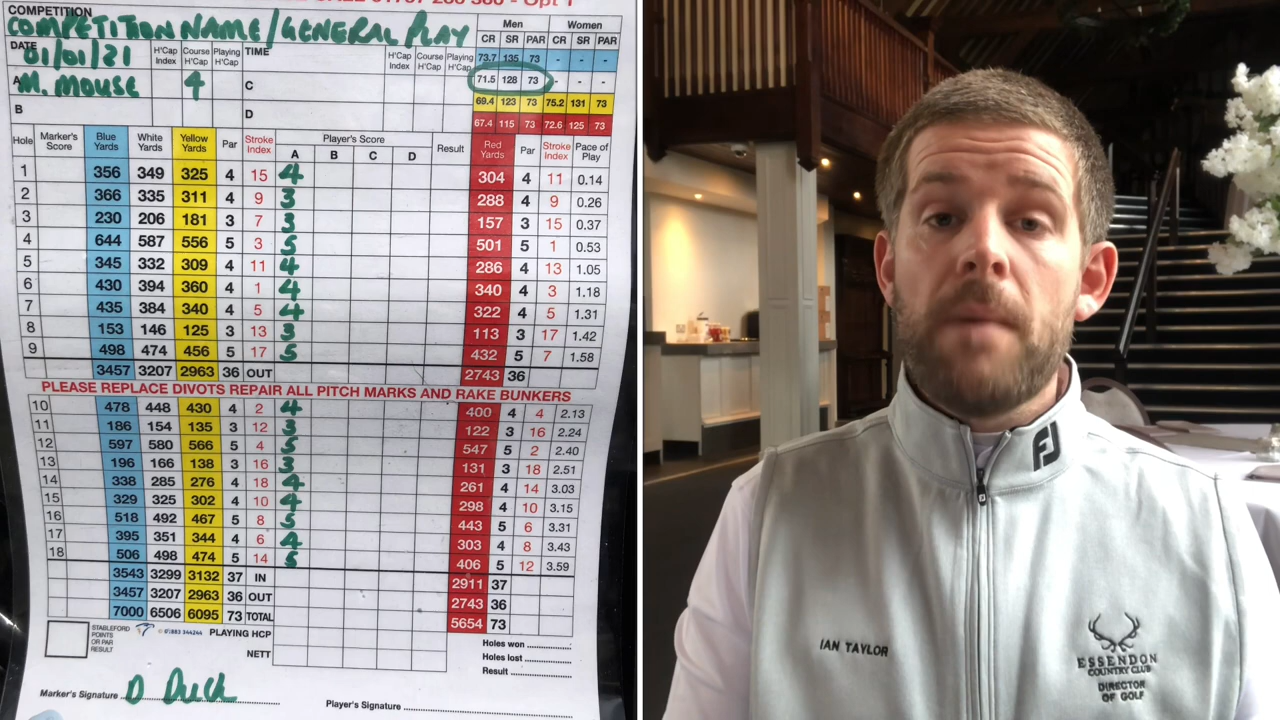 CALL 01707 260 360 - Opt 1
COMPETITION
COMPETITION NAME/GENERAL PLAY
Men Women
CR SR PAR CR SR PAR
DATE 01/01/21
H'Cap Index Course H'Cap Playing H'Cap TIME H'Cap Index Course H'Cap Playing H'Cap
73.7 135 73 - - -
A M. MOUSE 4 C 71.5 128 73 - - -
69.4 123 73 75.2 131 73
B D 67.4 115 73 72.6 125 73
Hole Marker's Score Blue Yards White Yards Yellow Yards Par Stroke Index Player's Score A B C D Result Red Yards Par Stroke Index Pace of Play
1 356 349 325 4 15 4 304 4 11 0.14
2 366 335 311 4 9 3 288 4 9 0.26
3 230 206 181 3 7 3 157 3 15 0.37
4 644 587 556 5 3 5 501 5 1 0.53
5 345 332 309 4 11 4 286 4 13 1.05
6 430 394 360 4 1 4 340 4 3 1.18
7 435 384 340 4 5 4 322 4 5 1.31
8 153 146 125 3 13 3 113 3 17 1.42
9 498 474 456 5 17 5 432 5 7 1.58
3457 3207 2963 36 OUT 2743 36
PLEASE REPLACE DIVOTS REPAIR ALL PITCH MARKS AND RAKE BUNKERS
10 478 448 430 4 2 4 400 4 4 2.13
11 186 154 135 3 12 3 122 3 16 2.24
12 597 580 566 5 4 5 547 5 2 2.40
13 196 166 138 3 16 3 131 3 18 2.51
14 338 285 276 4 18 4 261 4 14 3.03
15 329 325 302 4 10 4 298 4 10 3.15
16 518 492 467 5 8 5 443 5 6 3.31
17 395 351 344 4 6 4 303 4 8 3.43
18 506 498 474 5 14 5 406 5 12 3.59
3543 3299 3132 37 IN 2911 37
3457 3207 2963 36 OUT 2743 36
7000 6506 6095 73 TOTAL 5654 73
STABLEFORD POINTS OR PAR RESULT 01883 344244 PLAYING HCP
Holes won
NETT Holes lost
Result
Marker's Signature D Duck Player's Signature
FJ
IAN TAYLOR
ESSENDON
COUNTRY CLUB
DIRECTOR
OF GOLF